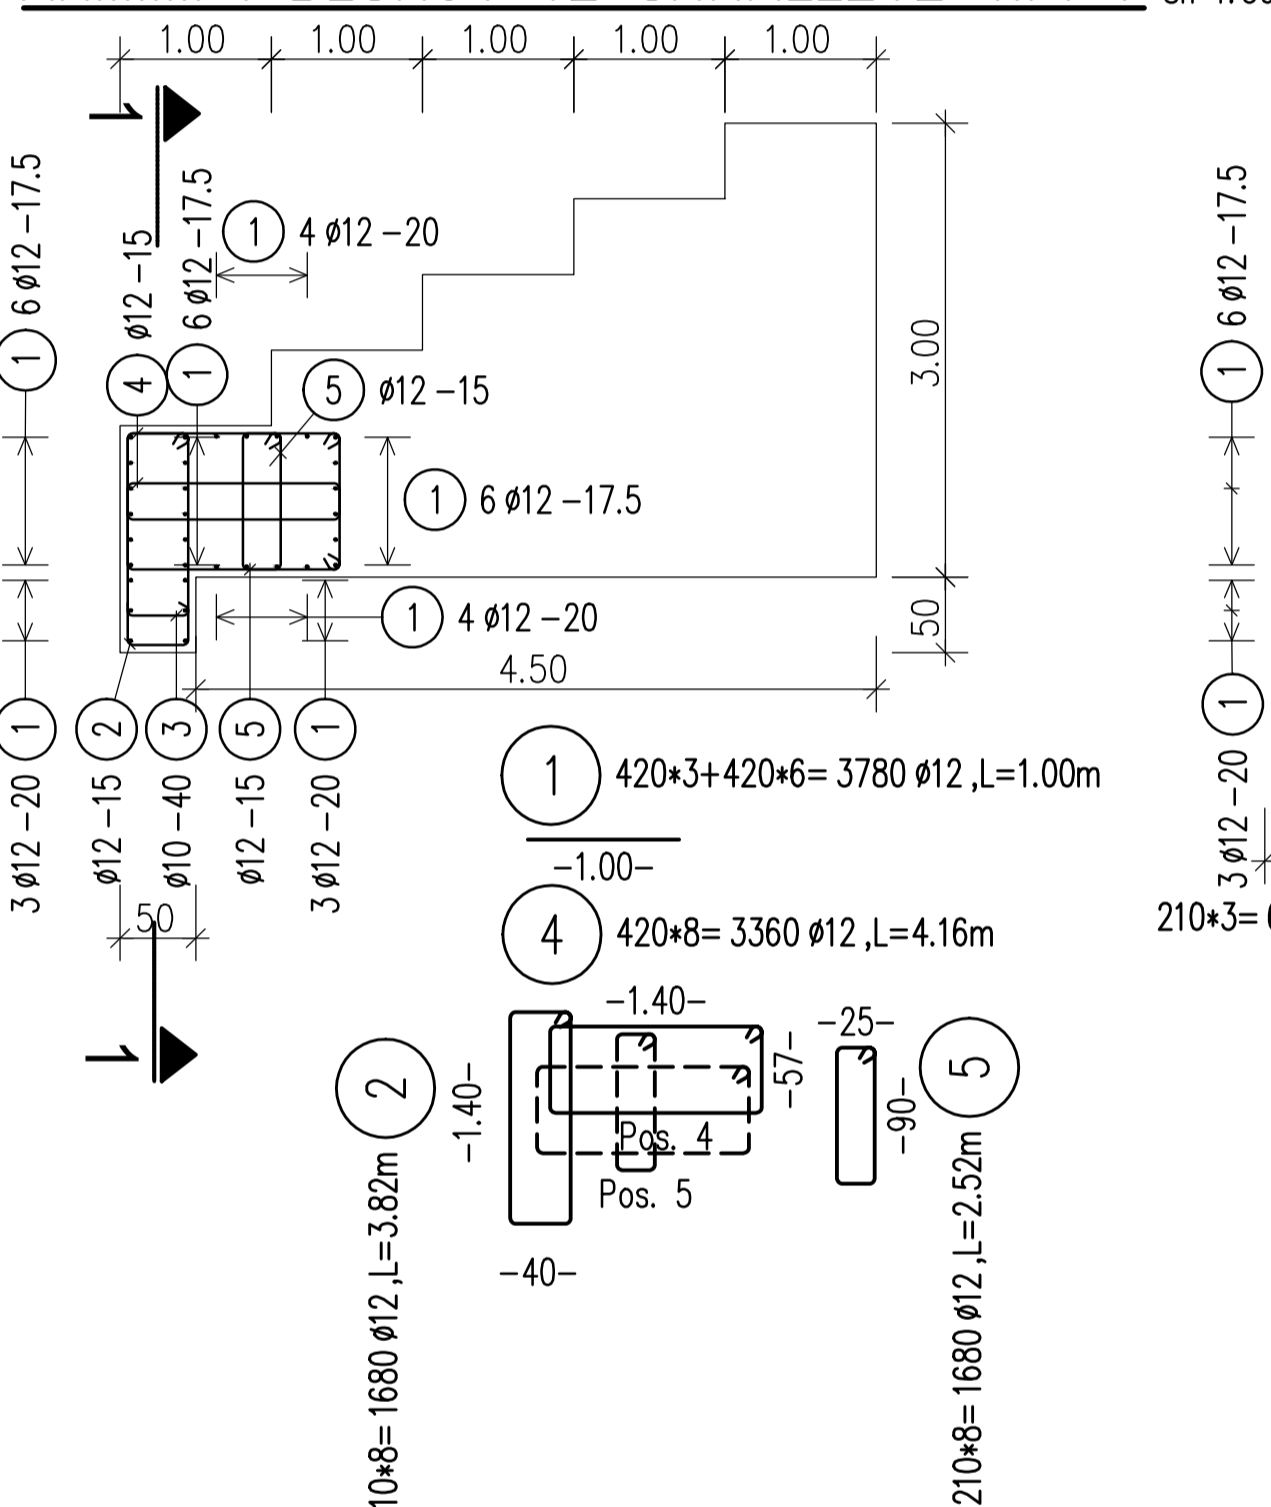 1.00 1.00 1.00 1.00 1.00
1
6 ø12 -17.5
1
ø12 -15
4
6 ø12 -17.5
1
1 4 ø12 -20
5 ø12 -15
1 6 ø12 -17.5
3.00
50
1 4 ø12 -20
4.50
1
3 ø12 -20
2
ø12 -15
3
ø10 -40
5
ø12 -15
1
3 ø12 -20
50
1
6 ø12 -17.5
1
1
3 ø12 -20
210*3=
1 420*3+420*6= 3780 ø12 ,L=1.00m
-1.00-
4 420*8= 3360 ø12 ,L=4.16m
-1.40-
-57-
Pos. 4
Pos. 5
2
10*8= 1680 ø12 ,L=3.82m
-1.40-
-40-
-25-
-90-
5
210*8= 1680 ø12 ,L=2.52m